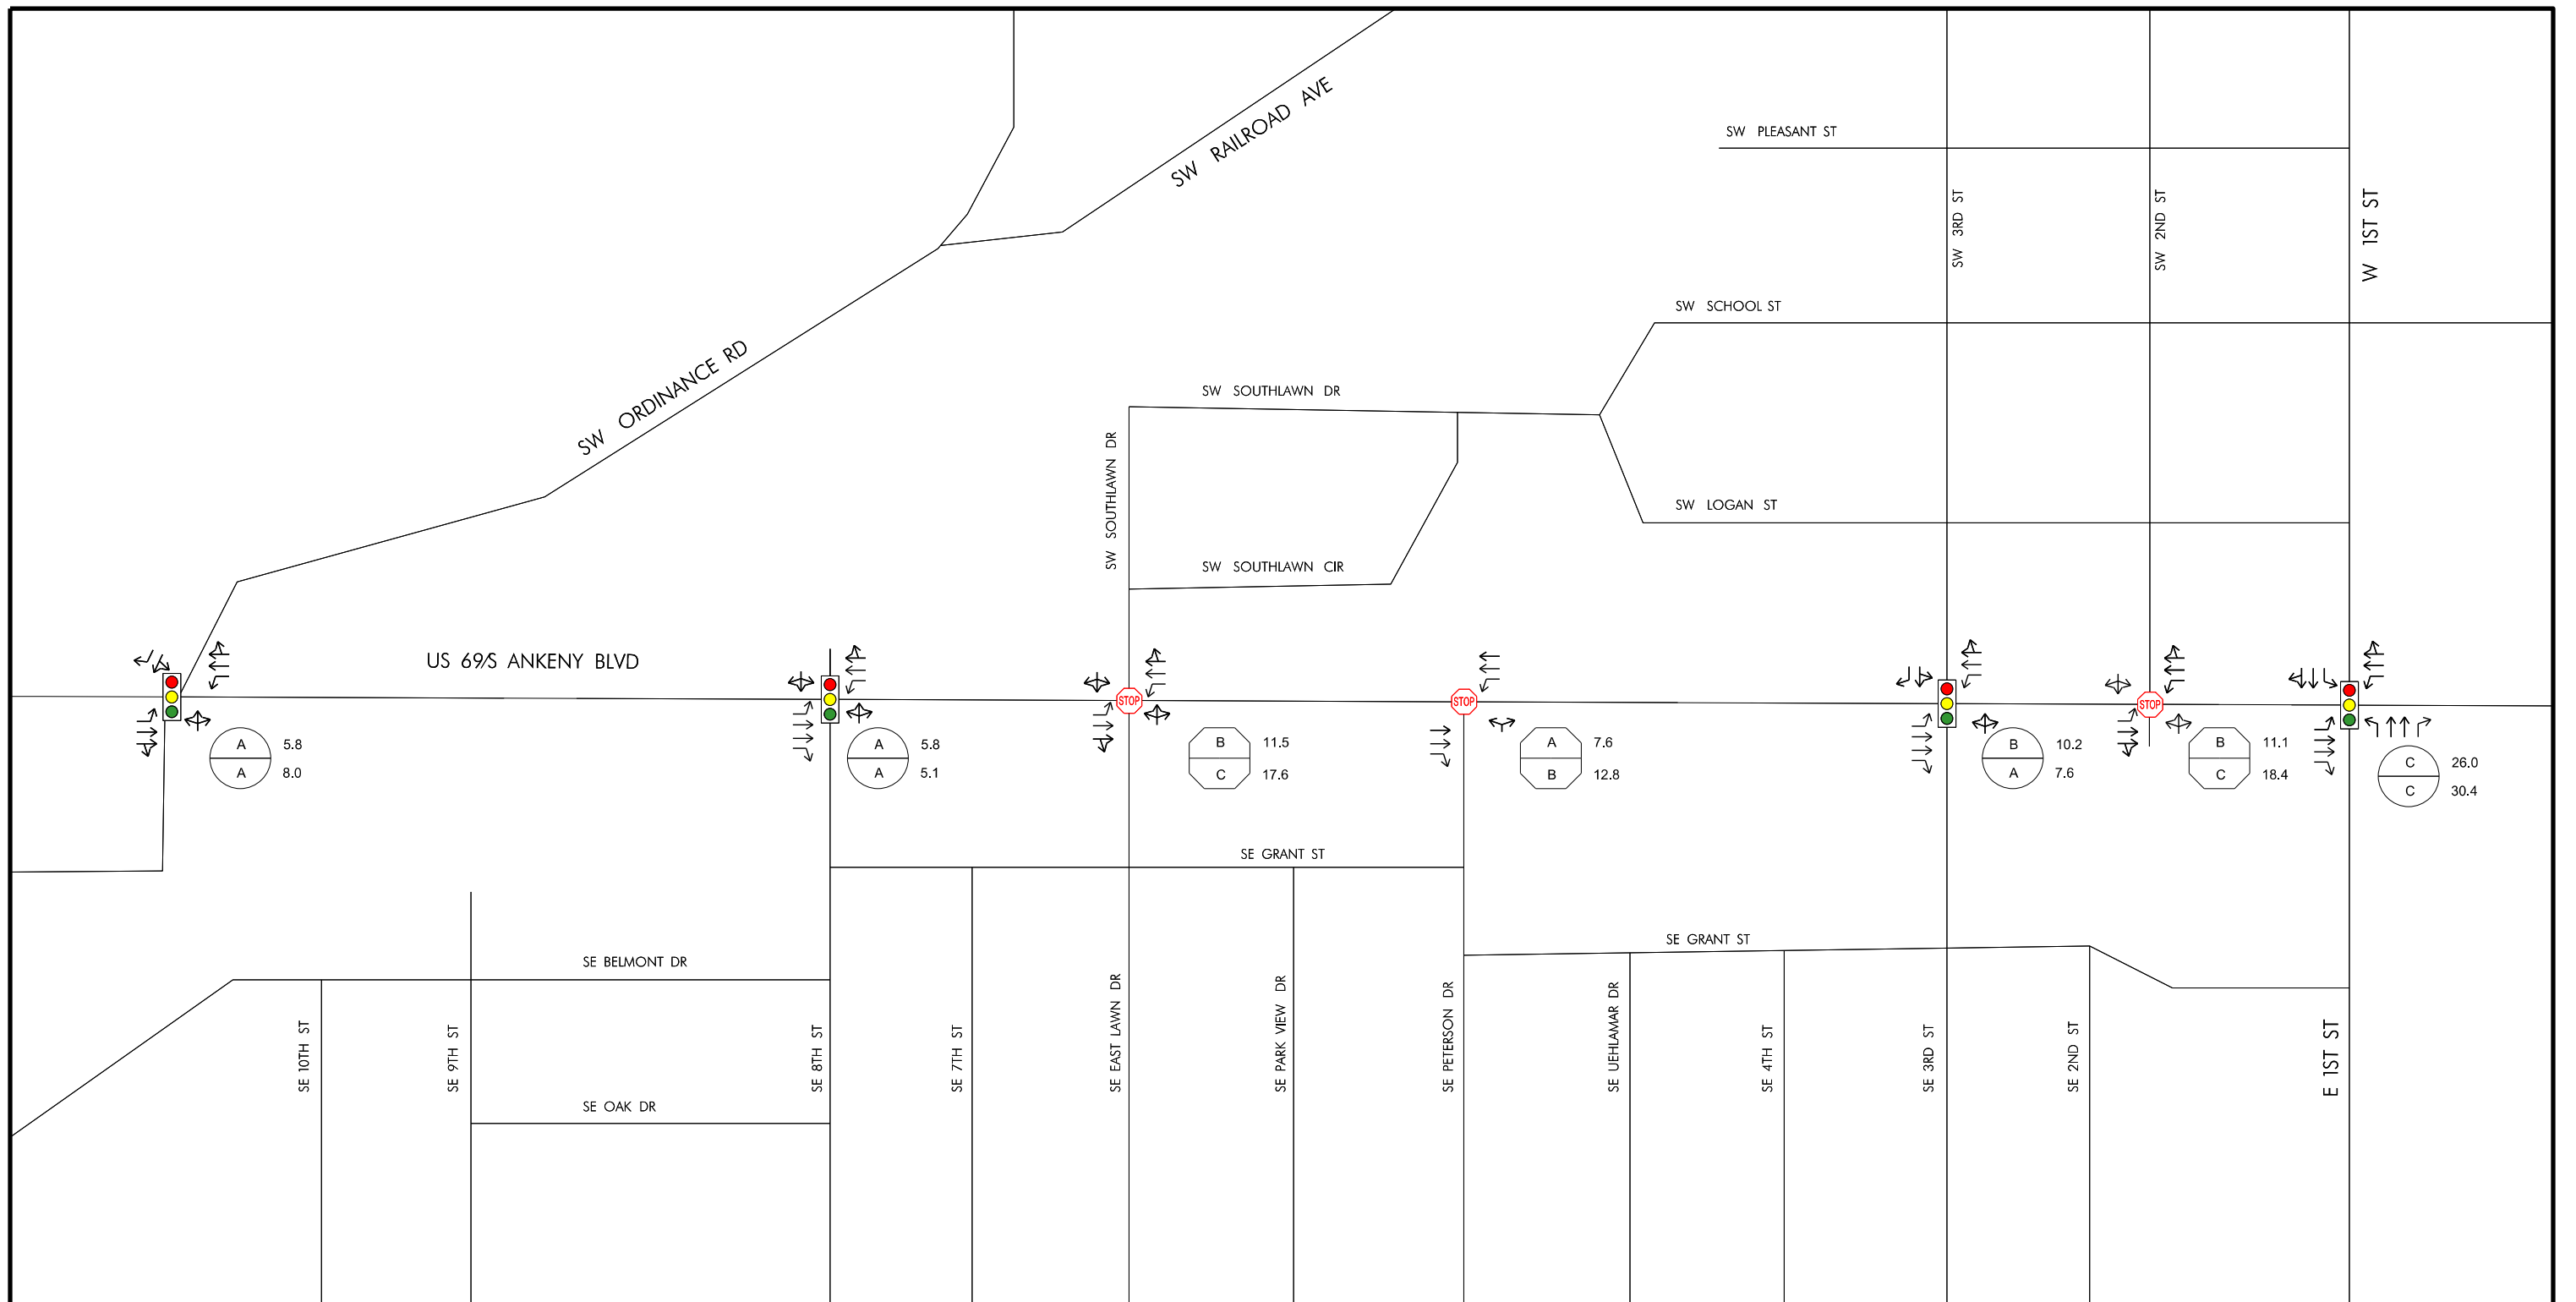 SW PLEASANT ST
SW RAILROAD AVE
SW 3RD ST
SW 2ND ST
W 1ST ST
SW SCHOOL ST
SW ORDINANCE RD
SW SOUTHLAWN DR
SW SOUTHLAWN DR
SW LOGAN ST
SW SOUTHLAWN CIR
US 69/S ANKENY BLVD
STOP
STOP
STOP
A 5.8
A 8.0
A 5.8
A 5.1
B 11.5
C 17.6
A 7.6
B 12.8
B 10.2
A 7.6
B 11.1
C 18.4
C 26.0
C 30.4
SE GRANT ST
SE GRANT ST
SE BELMONT DR
SE 10TH ST
SE 9TH ST
SE 8TH ST
SE 7TH ST
SE EAST LAWN DR
SE PARK VIEW DR
SE PETERSON DR
SE UEHLAMAR DR
SE 4TH ST
SE 3RD ST
SE 2ND ST
E 1ST ST
SE OAK DR